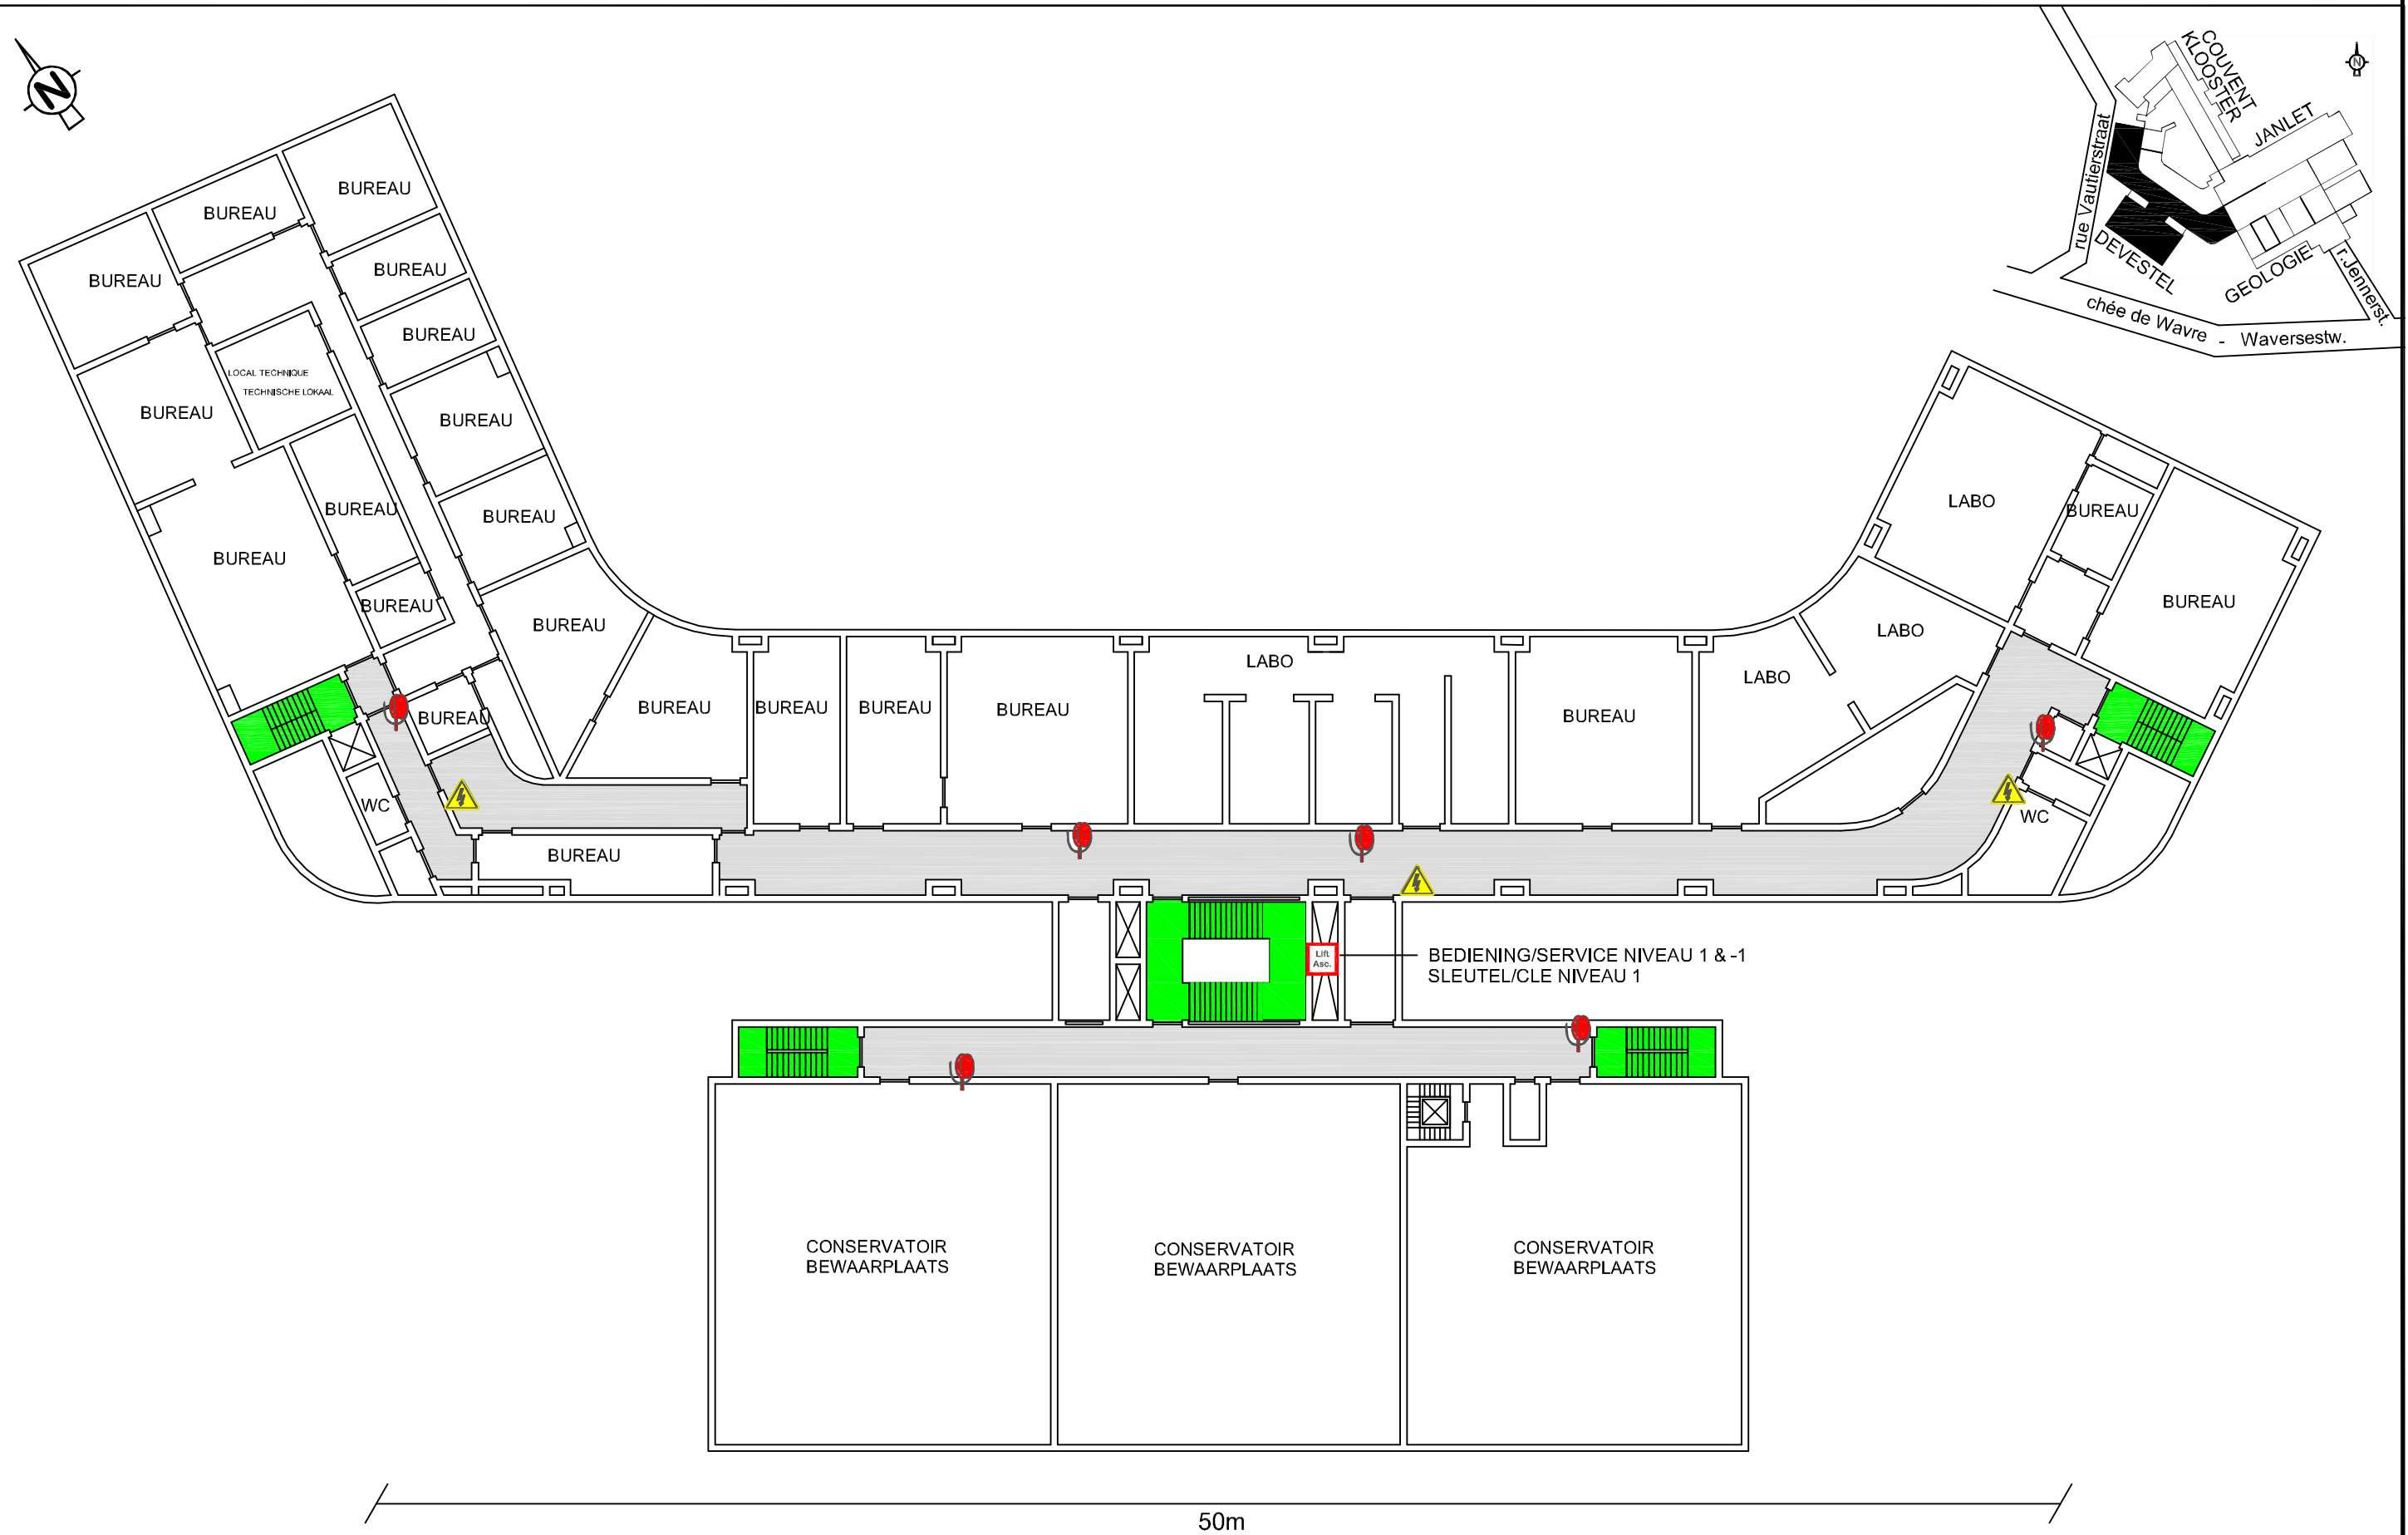 N
COUVENT
KLOOSTER
JANLET
N
rue Vautierstraat
DEVESTEL
GEOLOGIE
r.Jennerst.
chée de Wavre - Waversestw.
BUREAU
BUREAU
BUREAU
BUREAU
BUREAU
LOCAL TECHNIQUE
TECHNISCHE LOKAAL
BUREAU
BUREAU
BUREAU
BUREAU
BUREAU
BUREAU
BUREAU
BUREAU
BUREAU
BUREAU
WC
BUREAU
BUREAU
BUREAU
BUREAU
LABO
BUREAU
LABO
LABO
LABO
BUREAU
BUREAU
WC
BUREAU
Lift
Asc.
BEDIENING/SERVICE NIVEAU 1 & -1
SLEUTEL/CLE NIVEAU 1
CONSERVATOIR
BEWAARPLAATS
CONSERVATOIR
BEWAARPLAATS
CONSERVATOIR
BEWAARPLAATS
50m